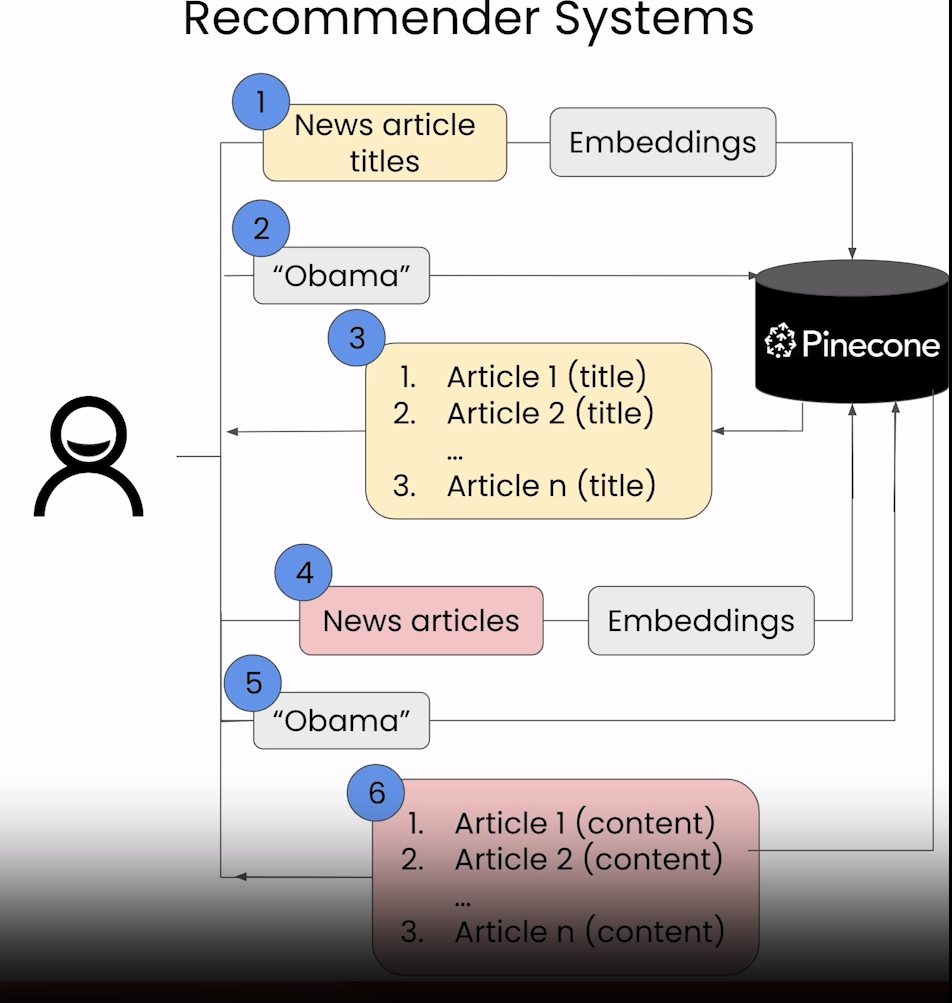 Recommender Systems
1
News article
titles
Embeddings
2
“Obama”
3
1. Article 1 (title)
2. Article 2 (title)
...
3. Article n (title)
Pinecone
4
News articles
Embeddings
5
“Obama”
6
1. Article 1 (content)
2. Article 2 (content)
...
3. Article n (content)